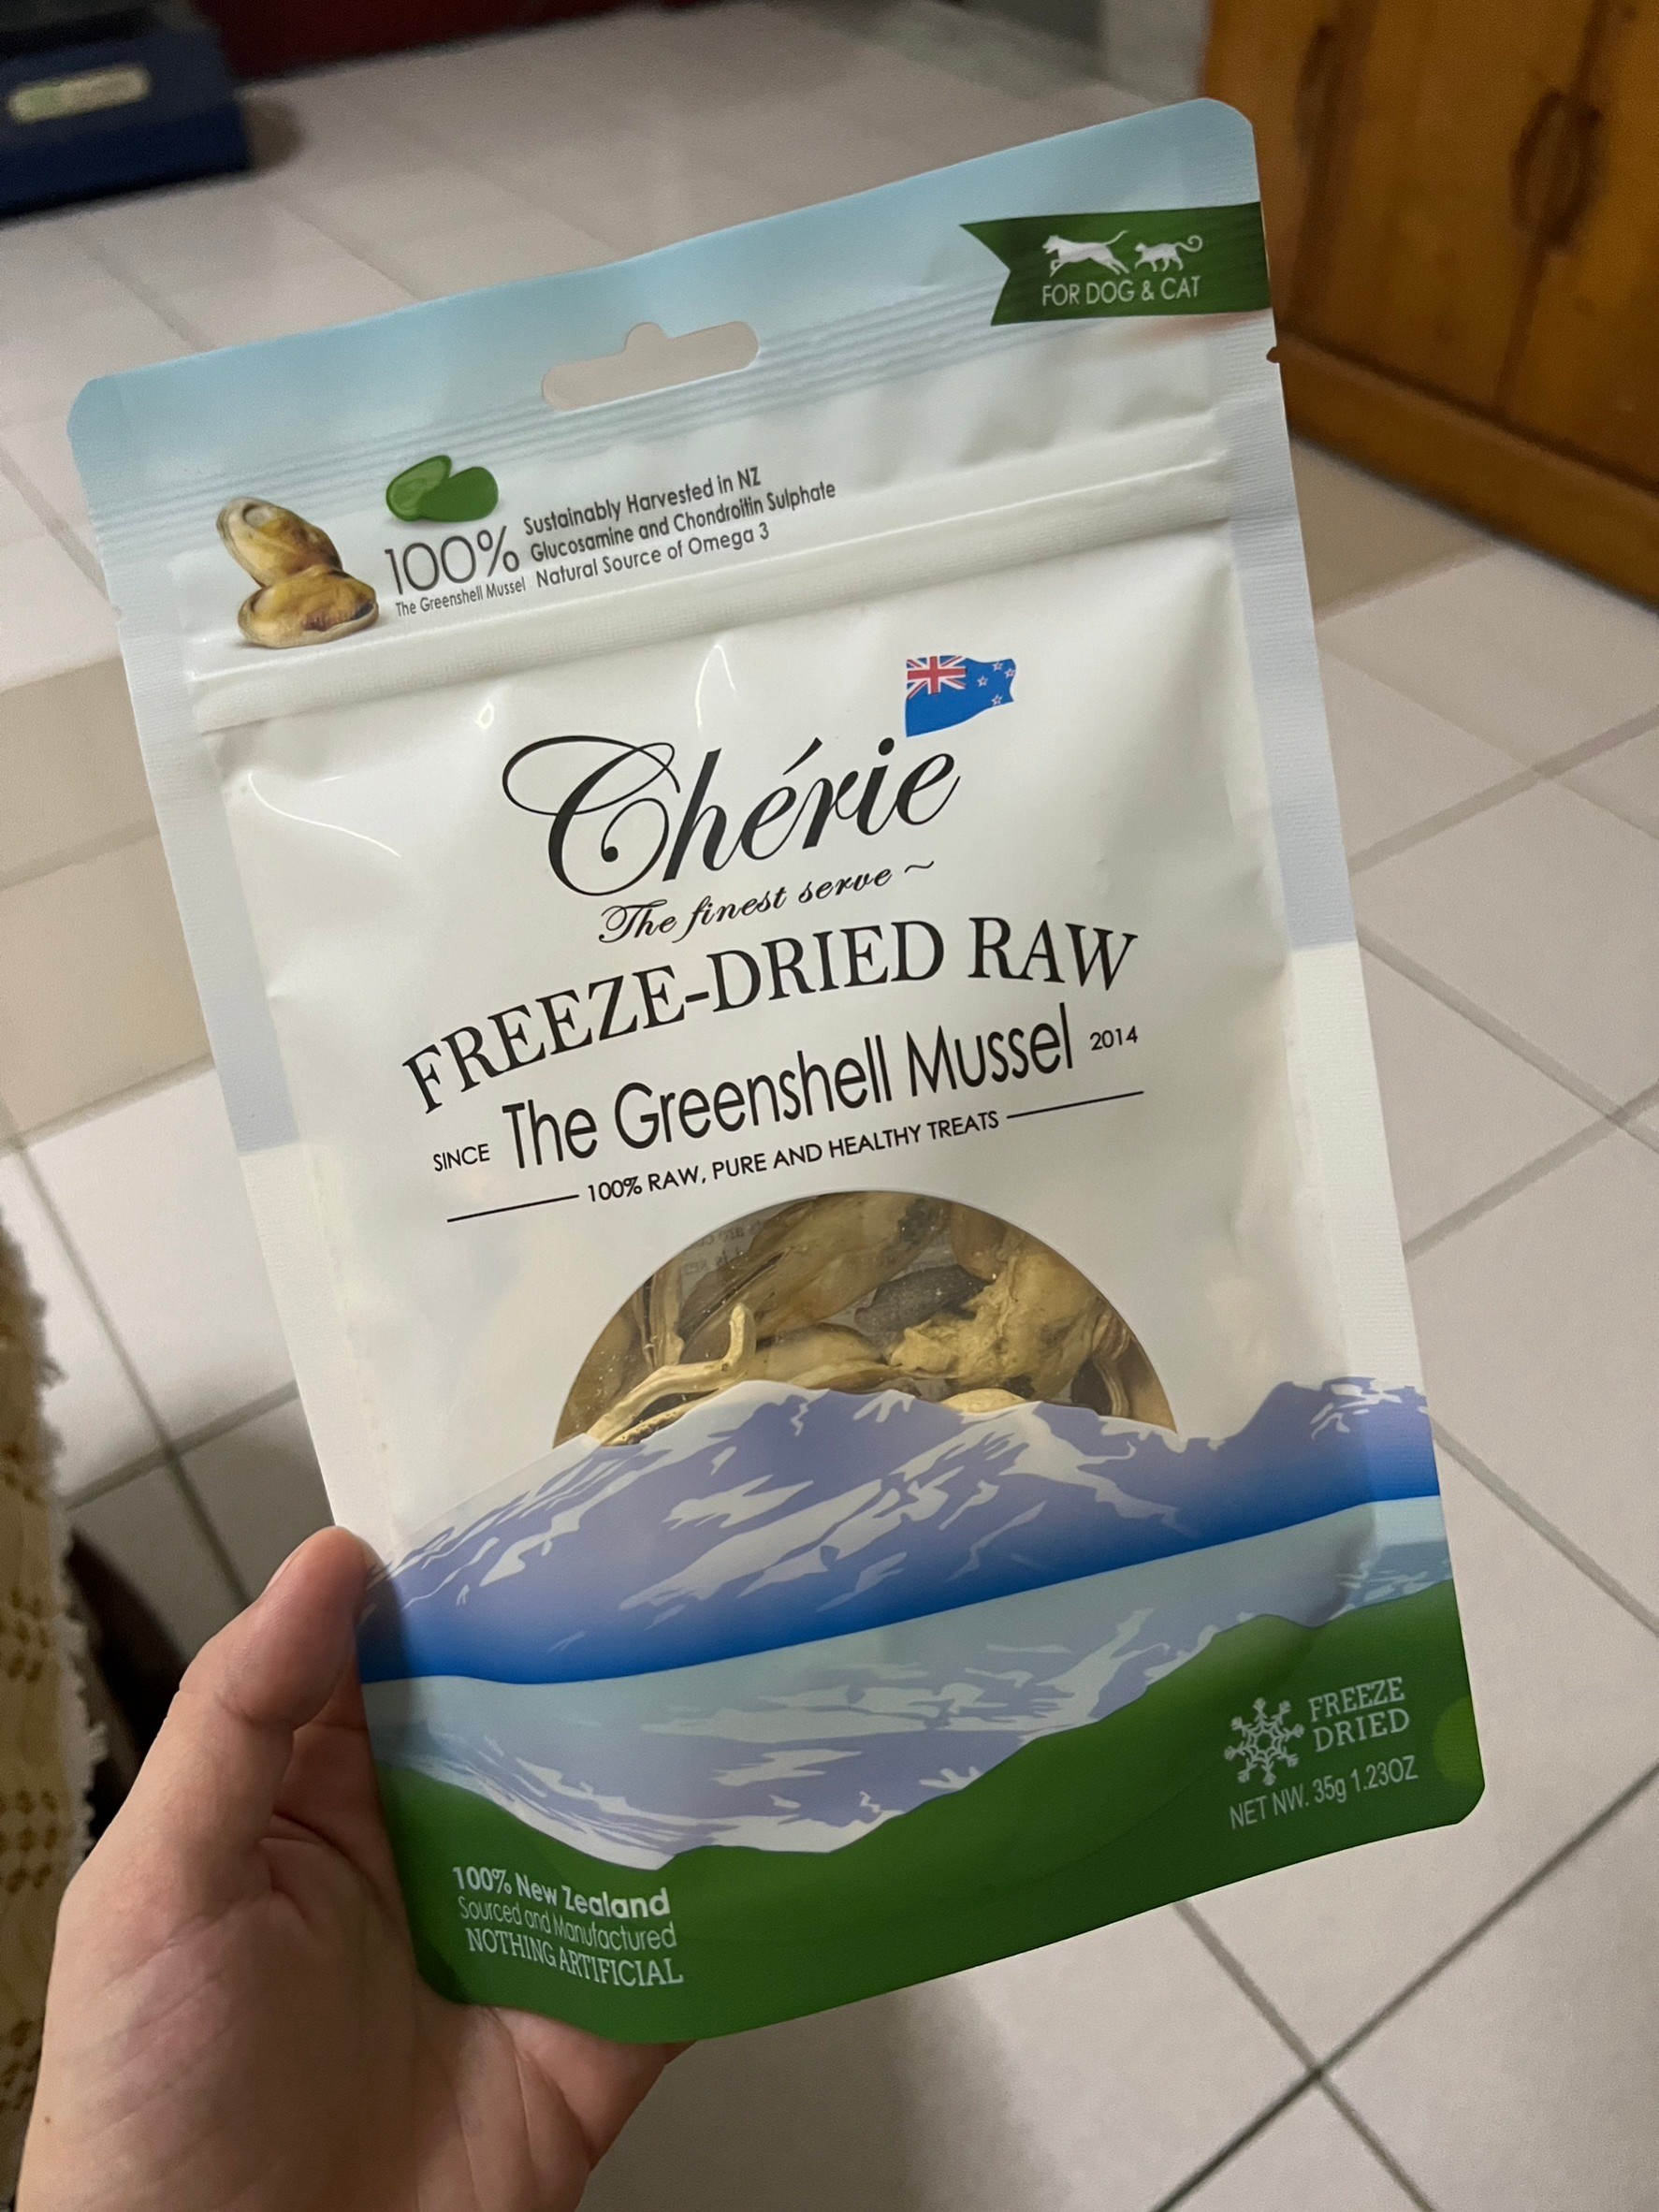 FOR DOG & CAT
100%
The Greenshell Mussel
Sustainably Harvested in NZ
Glucosamine and Chondroitin Sulphate
Natural Source of Omega 3
Chérie
The finest serve ~
FREEZE-DRIED RAW
SINCE The Greenshell Mussel 2014
100% RAW, PURE AND HEALTHY TREATS
FREEZE
DRIED
NET NW. 35g 1.23OZ
100% New Zealand
Sourced and Manufactured
NOTHING ARTIFICIAL